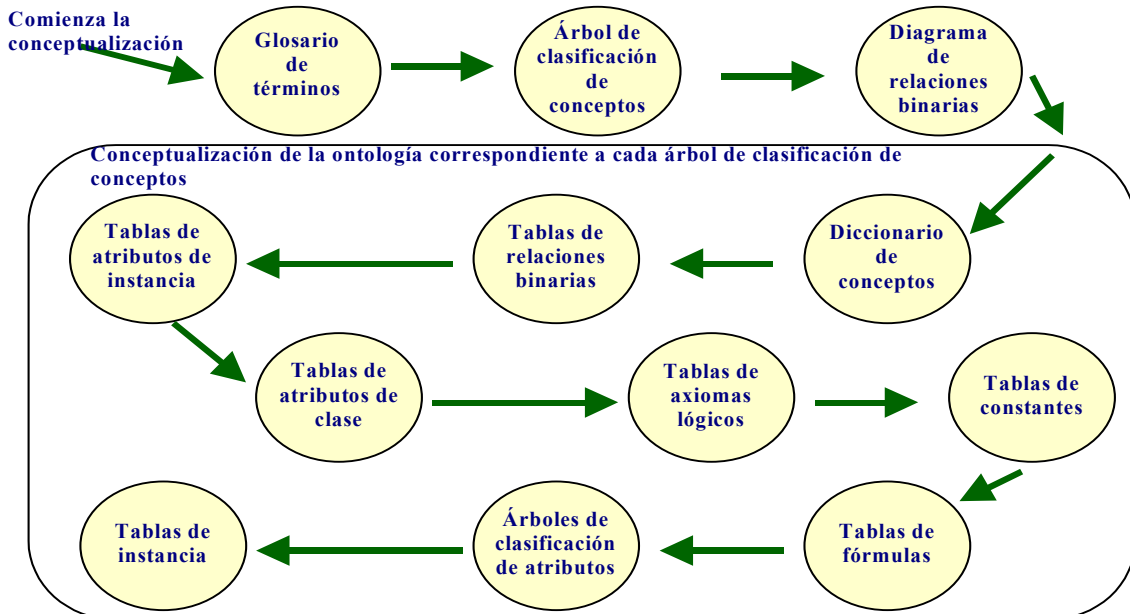 Comienza la
conceptualización
Glosario
de
términos
Árbol de
clasificación
de
conceptos
Diagrama
de
relaciones
binarias
Conceptualización de la ontología correspondiente a cada árbol de clasificación de
conceptos
Diccionario
de
conceptos
Tablas de
relaciones
binarias
Tablas de
atributos de
instancia
Tablas de
atributos de
clase
Tablas de
axiomas
lógicos
Tablas de
constantes
Tablas de
fórmulas
Árboles de
clasificación
de atributos
Tablas de
instancia